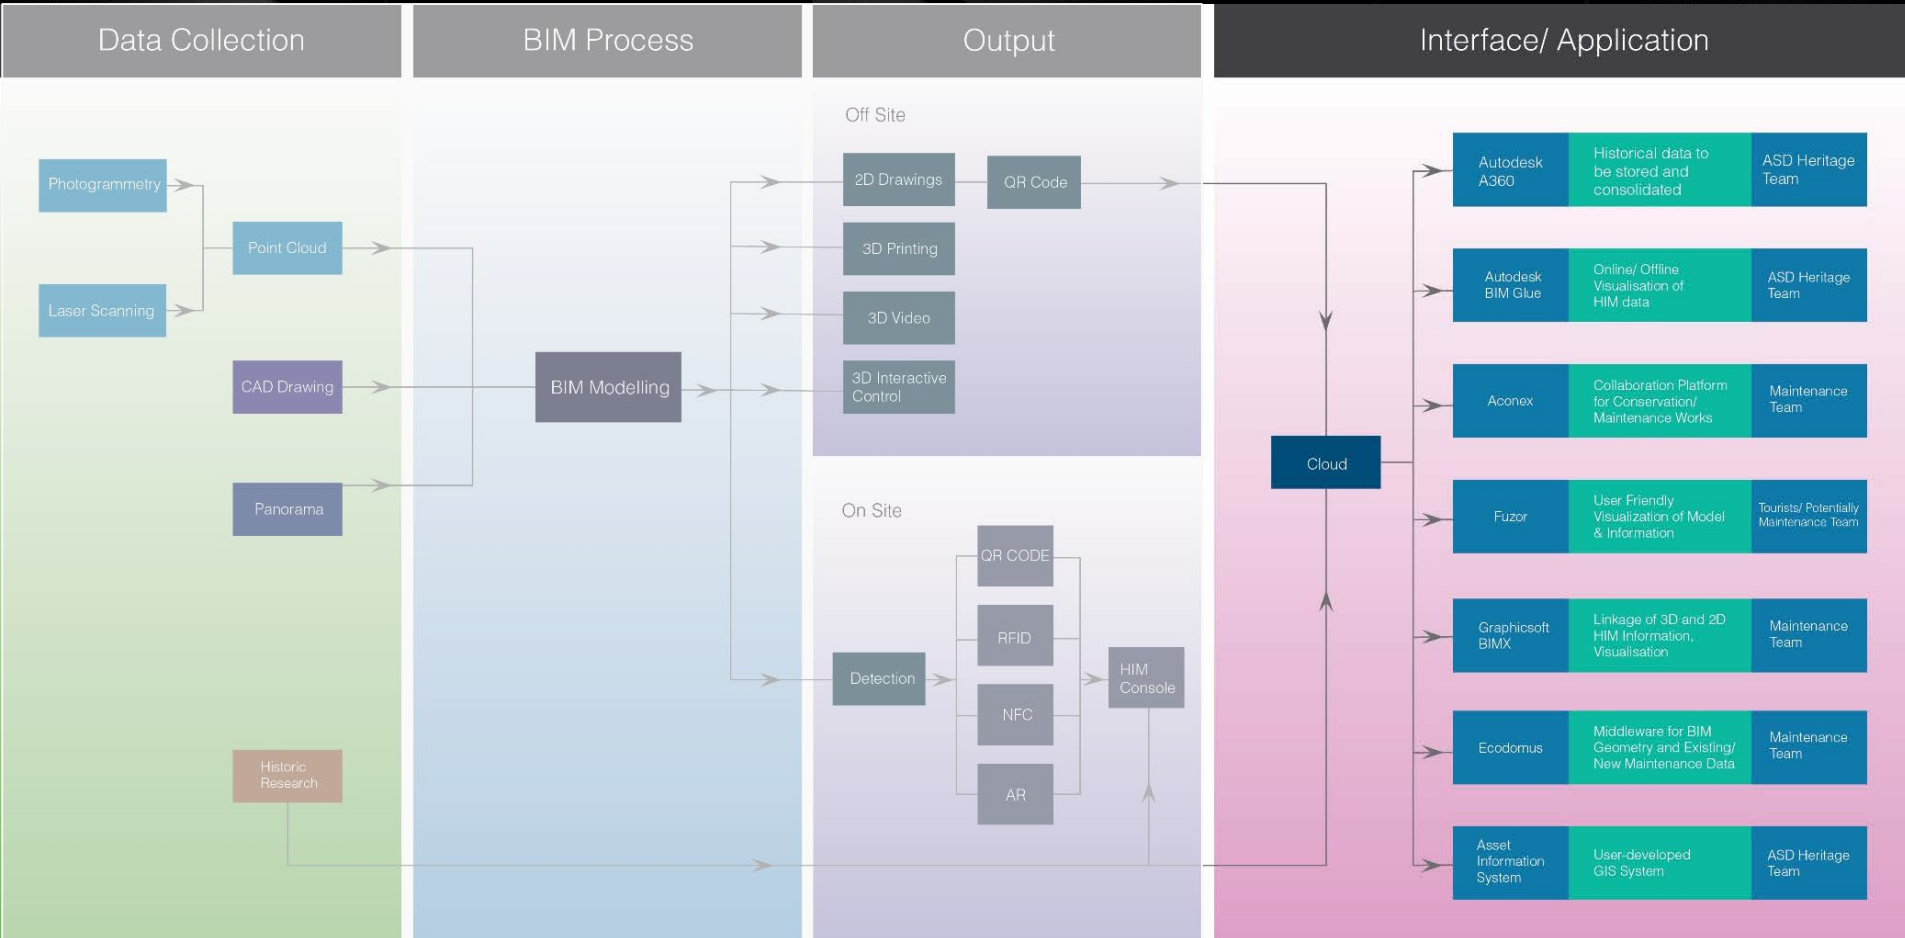 Data Collection
BIM Process
Output
Interface/ Application
Photogrammetry
Point Cloud
Laser Scanning
CAD Drawing
Panorama
Historic
Research
BIM Modelling
Off Site
2D Drawings
QR Code
3D Printing
3D Video
3D Interactive
Control
On Site
Detection
QR CODE
RFID
NFC
AR
HIM
Console
Cloud
Autodesk
A360
Historical data to
be stored and
consolidated
ASD Heritage
Team
Autodesk
BIM Glue
Online/ Offline
Visualisation of
HIM data
ASD Heritage
Team
Aconex
Collaboration Platform
for Conservation/
Maintenance Works
Maintenance
Team
Fuzor
User Friendly
Visualization of Model
& Information
Tourists/ Potentially
Maintenance Team
Graphicsoft
BIMX
Linkage of 3D and 2D
HIM Information,
Visualisation
Maintenance
Team
Ecodomus
Middleware for BIM
Geometry and Existing/
New Maintenance Data
Maintenance
Team
Asset
Information
System
User-developed
GIS System
ASD Heritage
Team